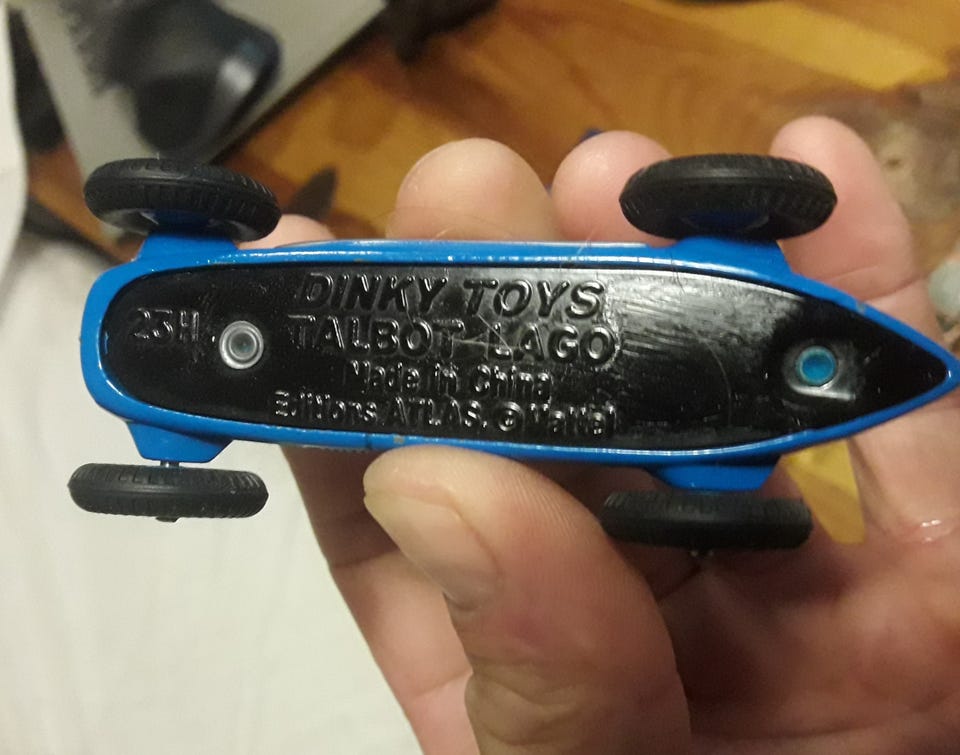 DINKY TOYS
23H
TALBOT-LAGO
Made in China
Editions ATLAS. © Mattel